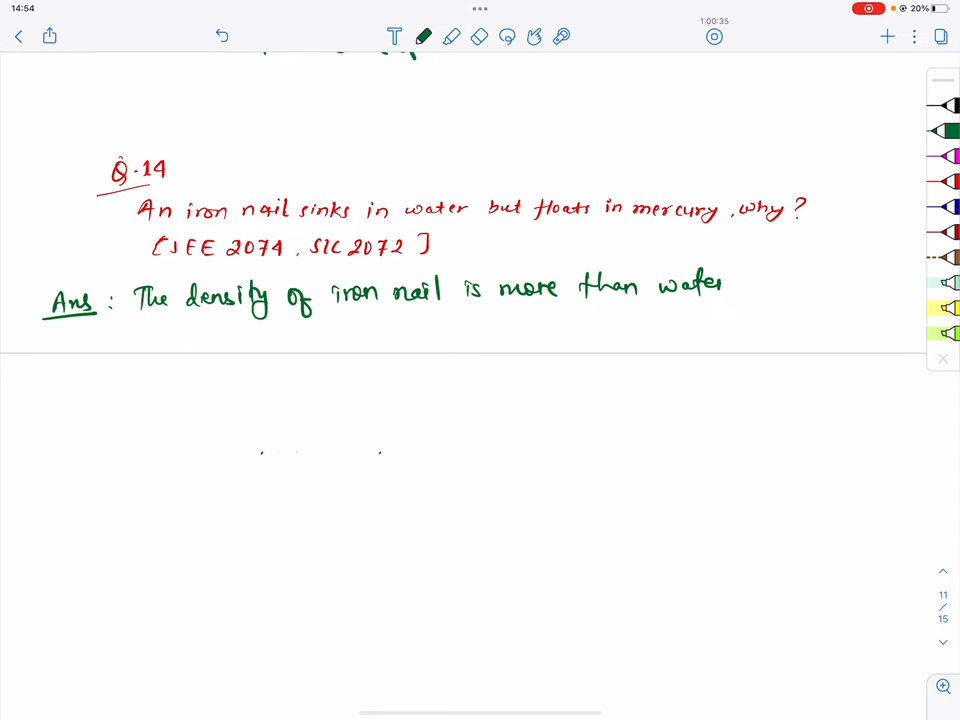 14:54
20%
1:00:35
T
Q.14
An iron nail sinks in water but floats in mercury, why?
[SEE 2074, SLC 2072]
Ans : The density of iron nail is more than water
11
/
15